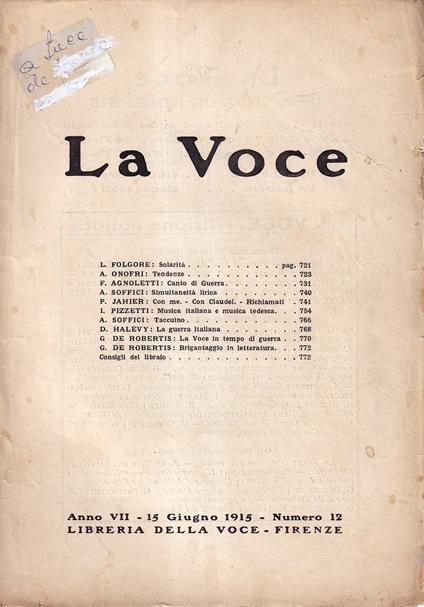 a Luce
La Voce
L. FOLGORE: Solarità . . . . . . . . . . . pag. 721
A. ONOFRI: Tendenze . . . . . . . . . . . . 723
F. AGNOLETTI: Canto di Guerra . . . . . . . . 731
A. SOFFICI: Simultaneità lirica . . . . . . . . 740
P. JAHIER: Con me. - Con Claudel. - Richiamati . 741
I. PIZZETTI: Musica italiana e musica tedesca. . . 754
A. SOFFICI: Taccuino . . . . . . . . . . . . 766
D. HALÉVY: La guerra italiana . . . . . . . . 768
G DE ROBERTIS: La Voce in tempo di guerra . . 770
G. DE ROBERTIS: Brigantaggio in letteratura. . . 772
Consigli del libraio . . . . . . . . . . . . . 772
Anno VII - 15 Giugno 1915 - Numero 12
LIBRERIA DELLA VOCE - FIRENZE